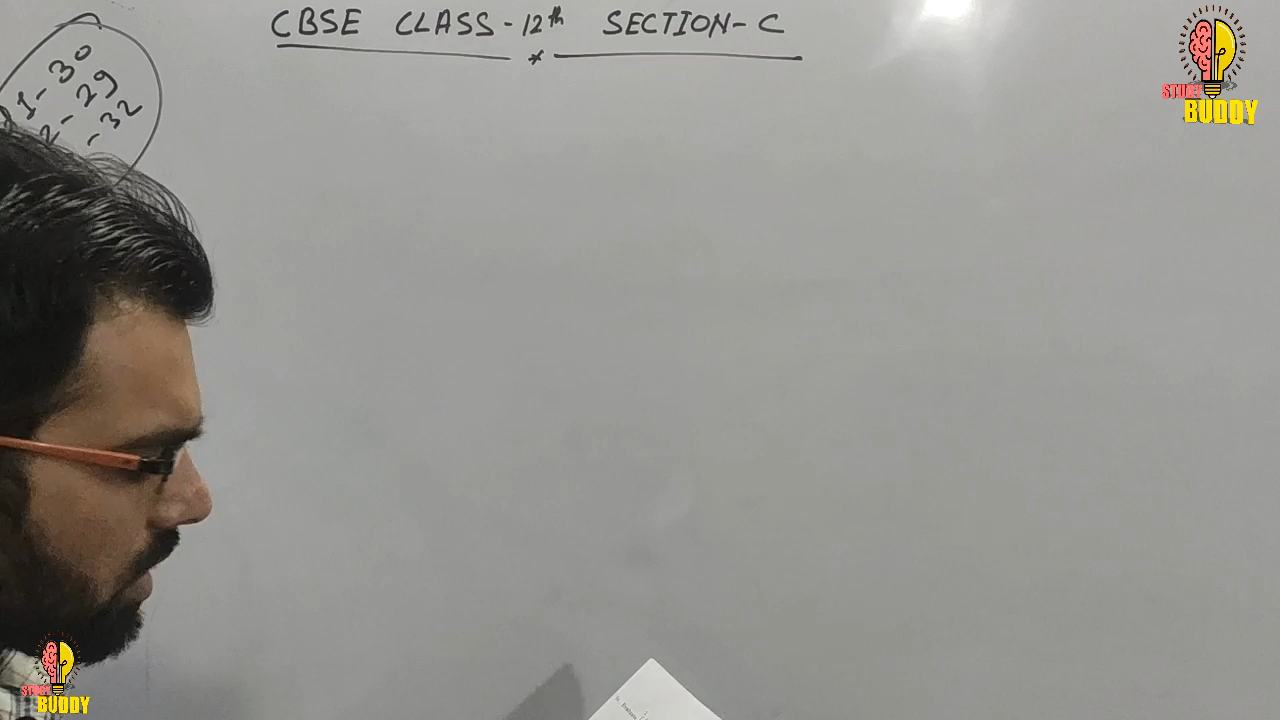 CBSE CLASS-12th SECTION-C
*
1-30
2-29
-32
STUDY
BUDDY
STUDY
BUDDY